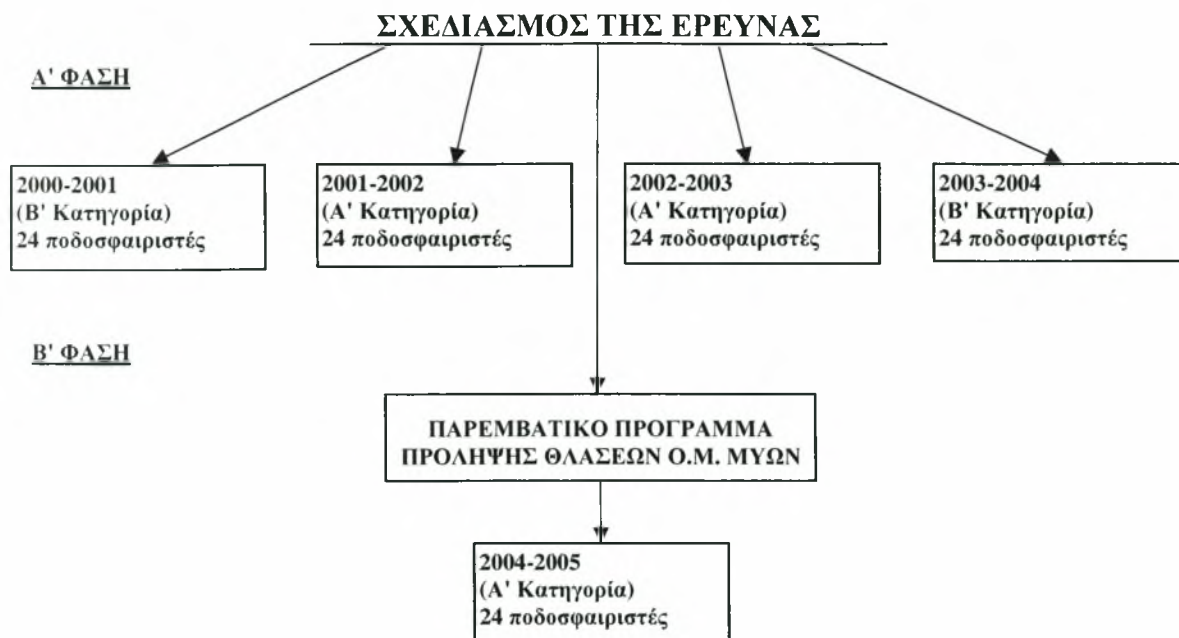 ΣΧΕΔΙΑΣΜΟΣ ΤΗΣ ΕΡΕΥΝΑΣ
Α' ΦΑΣΗ
2000-2001
(Β' Κατηγορία)
24 ποδοσφαιριστές
2001-2002
(Α' Κατηγορία)
24 ποδοσφαιριστές
2002-2003
(Α' Κατηγορία)
24 ποδοσφαιριστές
2003-2004
(Β' Κατηγορία)
24 ποδοσφαιριστές
Β' ΦΑΣΗ
ΠΑΡΕΜΒΑΤΙΚΟ ΠΡΟΓΡΑΜΜΑ
ΠΡΟΛΗΨΗΣ ΘΛΑΣΕΩΝ Ο.Μ. ΜΥΩΝ
2004-2005
(Α' Κατηγορία)
24 ποδοσφαιριστές